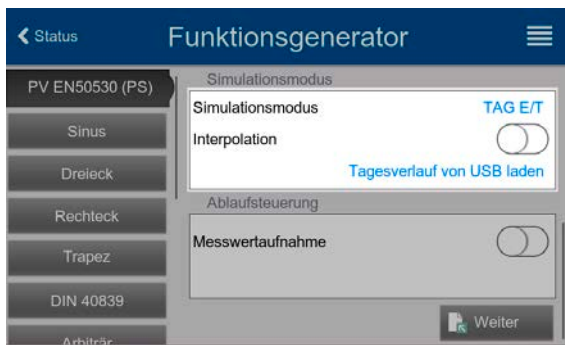 Status
Funktionsgenerator
PV EN50530 (PS)
Sinus
Dreieck
Rechteck
Trapez
DIN 40839
Arbiträr
Simulationsmodus
Simulationsmodus TAG E/T
Interpolation
Tagesverlauf von USB laden
Ablaufsteuerung
Messwertaufnahme
Weiter